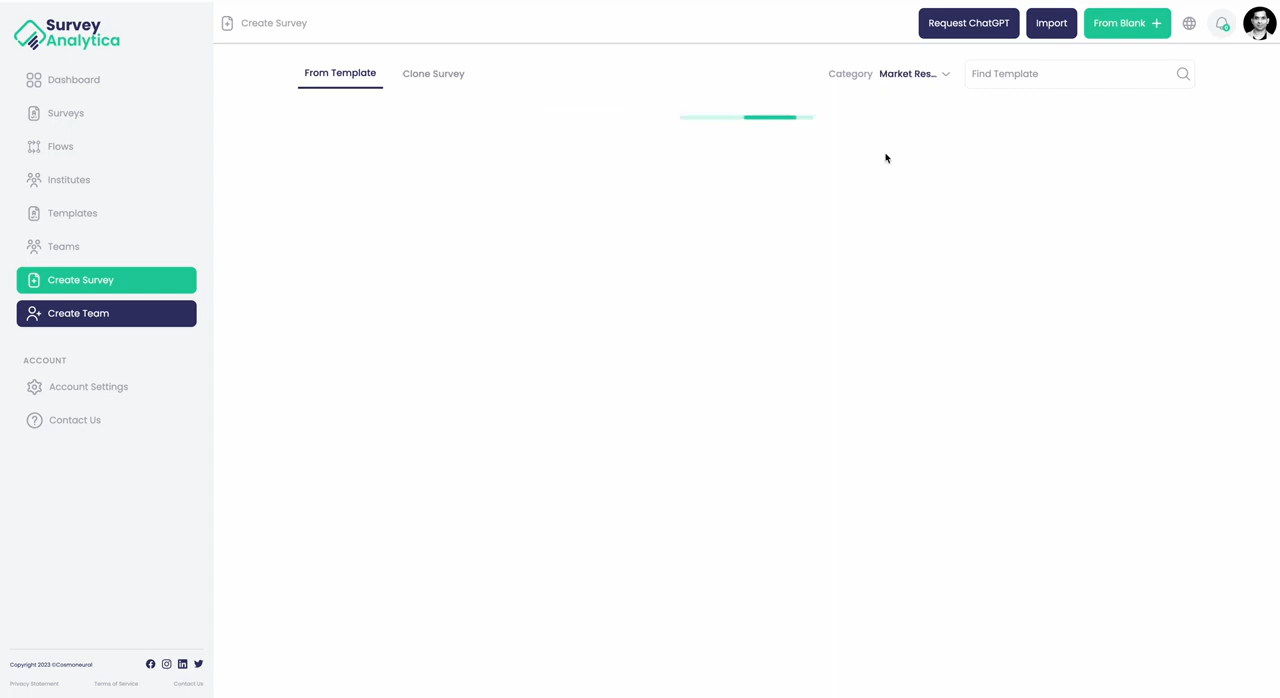 Survey
Analytica
Dashboard
Surveys
Flows
Institutes
Templates
Teams
Create Survey
Create Team
ACCOUNT
Account Settings
Contact Us
Copyright 2023 ©Cosmoneural
Privacy Statement Terms of Service Contact Us
Create Survey
Request ChatGPT Import From Blank
From Template Clone Survey Category Market Res... Find Template